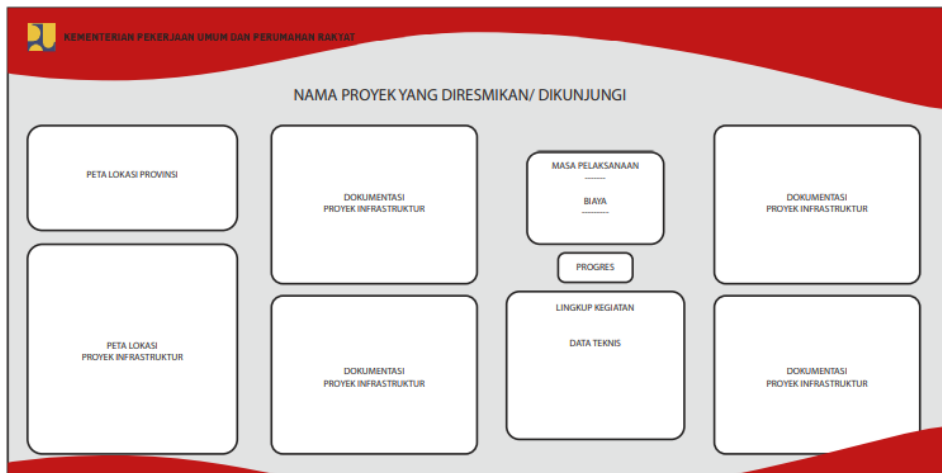 KEMENTERIAN PEKERJAAN UMUM DAN PERUMAHAN RAKYAT
NAMA PROYEK YANG DIRESMIKAN/ DIKUNJUNGI
PETA LOKASI PROVINSI
PETA LOKASI
PROYEK INFRASTRUKTUR
DOKUMENTASI
PROYEK INFRASTRUKTUR
DOKUMENTASI
PROYEK INFRASTRUKTUR
MASA PELAKSANAAN
-------
BIAYA
---------
PROGRES
LINGKUP KEGIATAN
DATA TEKNIS
DOKUMENTASI
PROYEK INFRASTRUKTUR
DOKUMENTASI
PROYEK INFRASTRUKTUR